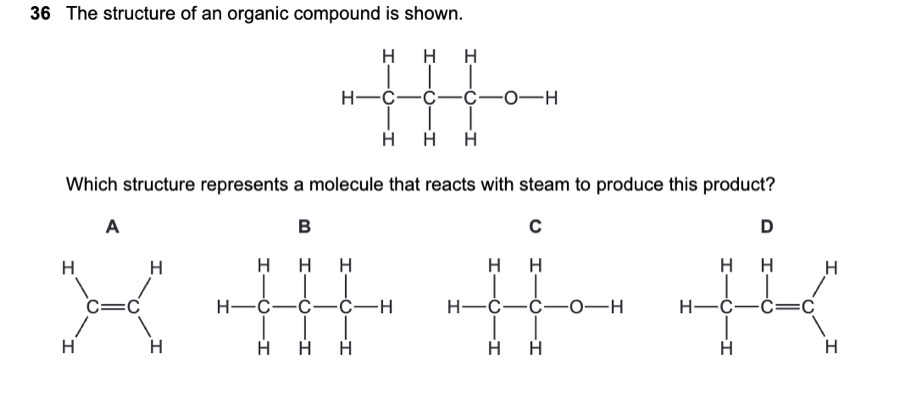 36 The structure of an organic compound is shown.
H H H
H—C—C—C—O—H
H H H
Which structure represents a molecule that reacts with steam to produce this product?
A B C D
H H H H H H H H H H
C=C H—C—C—C—H H—C—C—O—H H—C—C=C
H H H H H H H H H